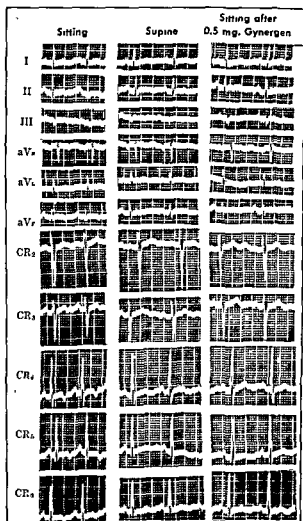 Sitting
Supine
Sitting after
0.5 mg. Gynergen
I
II
III
aVR
aVL
aVF
CR2
CR3
CR4
CR5
CR6